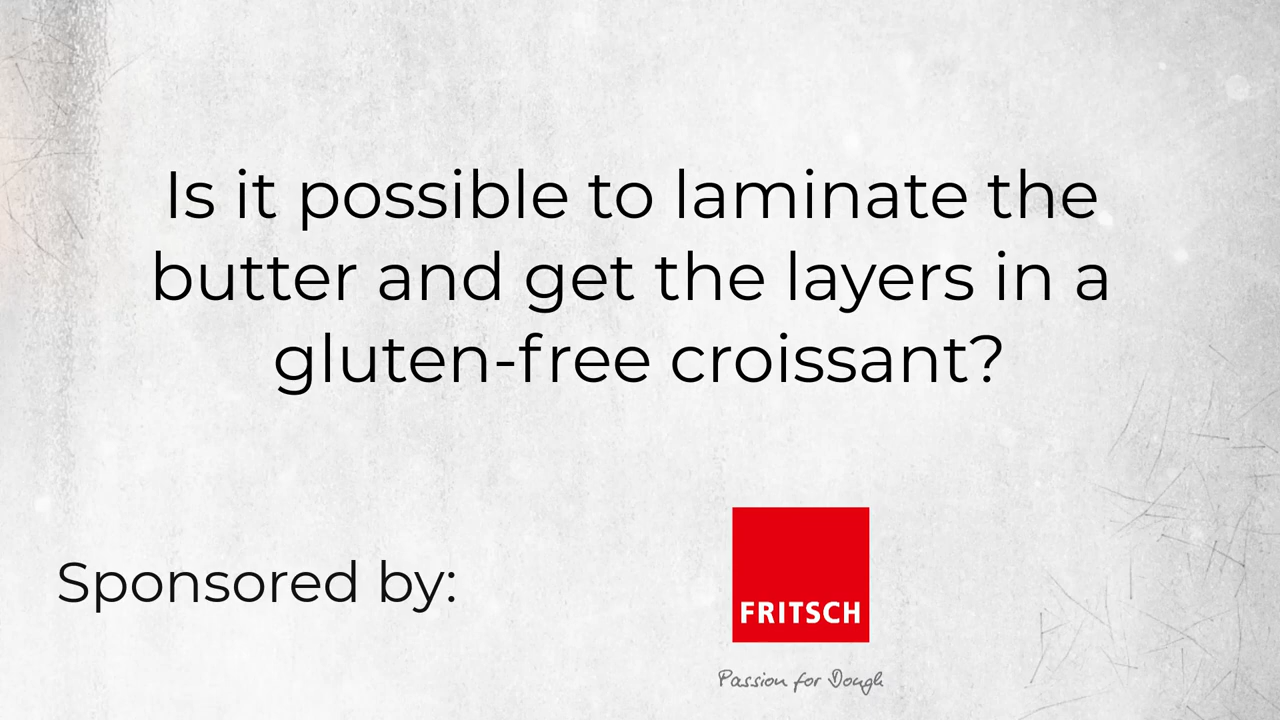 Is it possible to laminate the
butter and get the layers in a
gluten-free croissant?
Sponsored by:
FRITSCH
Passion for Dough